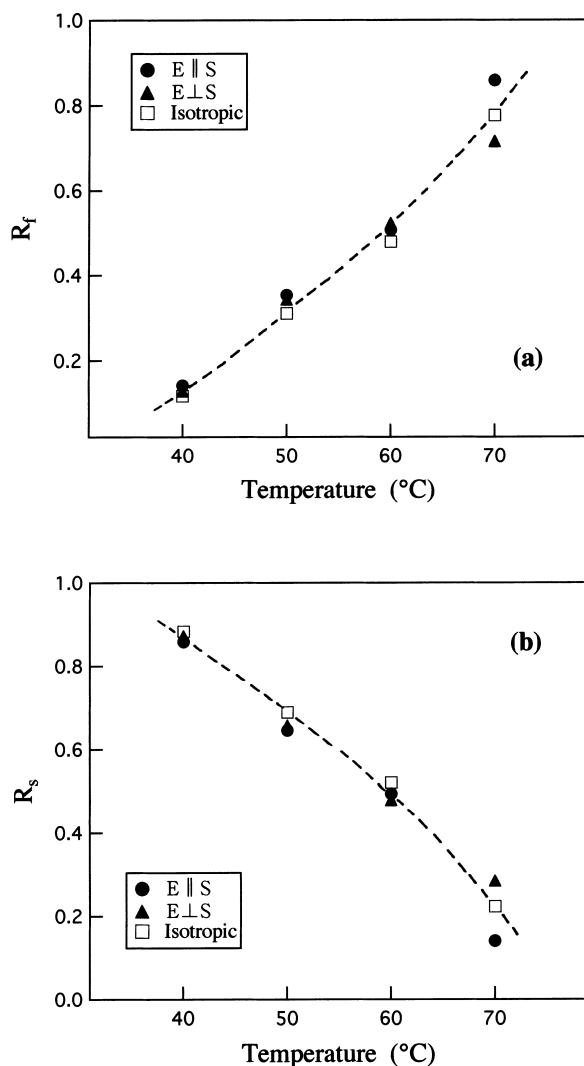 1.0
0.8
0.6
0.4
0.2
R_f
E ∥ S
E⊥S
Isotropic
(a)
40 50 60 70
Temperature (°C)
1.0
0.8
0.6
0.4
0.2
0.0
R_s
(b)
E ∥ S
E⊥S
Isotropic
40 50 60 70
Temperature (°C)